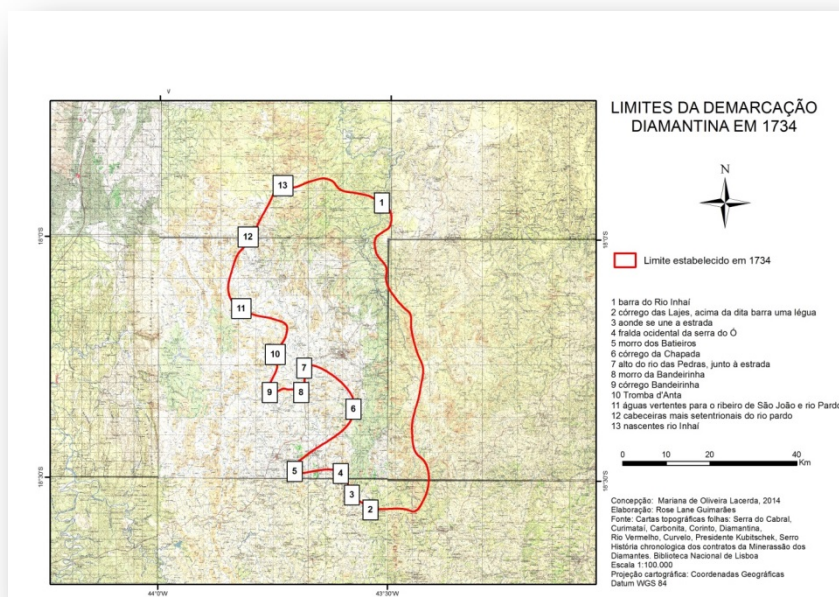 LIMITES DA DEMARCAÇÃO
DIAMANTINA EM 1734
N
Limite estabelecido em 1734
1 barra do Rio Inhaí
2 córrego das Lajes, acima da dita barra uma légua
3 aonde se une a estrada
4 fralda ocidental da serra do Ó
5 morro dos Batieiros
6 córrego da Chapada
7 alto do rio das Pedras, junto à estrada
8 morro da Bandeirinha
9 córrego Bandeirinha
10 Tromba d'Anta
11 águas vertentes para o ribeiro de São João e rio Pardo
12 cabeceiras mais setentrionais do rio pardo
13 nascentes rio Inhaí
0 10 20 40
Km
Concepção: Mariana de Oliveira Lacerda, 2014
Elaboração: Rose Lane Guimarães
Fonte: Cartas topográficas folhas: Serra do Cabral,
Curimataí, Carbonita, Corinto, Diamantina,
Rio Vermelho, Curvelo, Presidente Kubitschek, Serro
História chronologica dos contratos da Minerassão dos
Diamantes. Biblioteca Nacional de Lisboa
Escala 1:100.000
Projeção cartográfica: Coordenadas Geográficas
Datum WGS 84
13
1
12
11
10
7
9
8
6
5
4
3
2
18°0'S
18°0'S
18°30'S
18°30'S
44°0'W
43°30'W